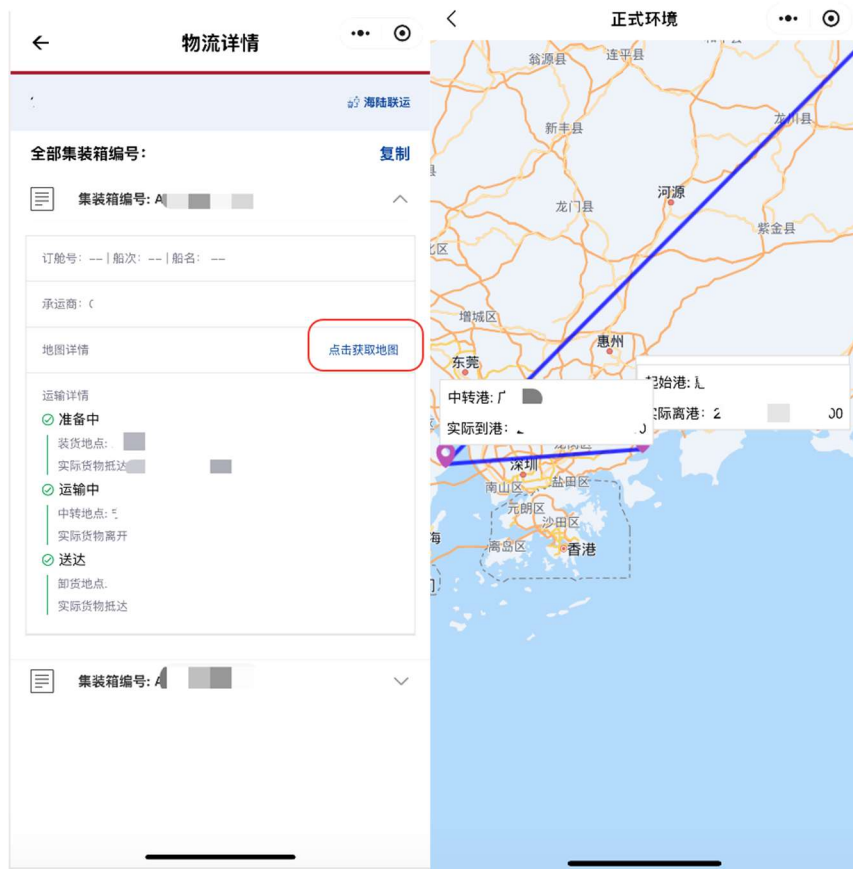 物流详情
海陆联运
全部集装箱编号：
复制
集装箱编号: A
订舱号: -- | 船次: -- | 船名: --
承运商:
地图详情
点击获取地图
运输详情
准备中
装货地点:
实际货物抵达
运输中
中转地点:
实际货物离开
送达
卸货地点
实际货物抵达
集装箱编号: A
正式环境
翁源县
连平县
新丰县
龙川县
河源
龙门县
紫金县
增城区
惠州
东莞
起始港:
中转港: 广
实际离港: 2 00
实际到港: 2 0
深圳
南山区
盐田区
元朗区
沙田区
离岛区
香港